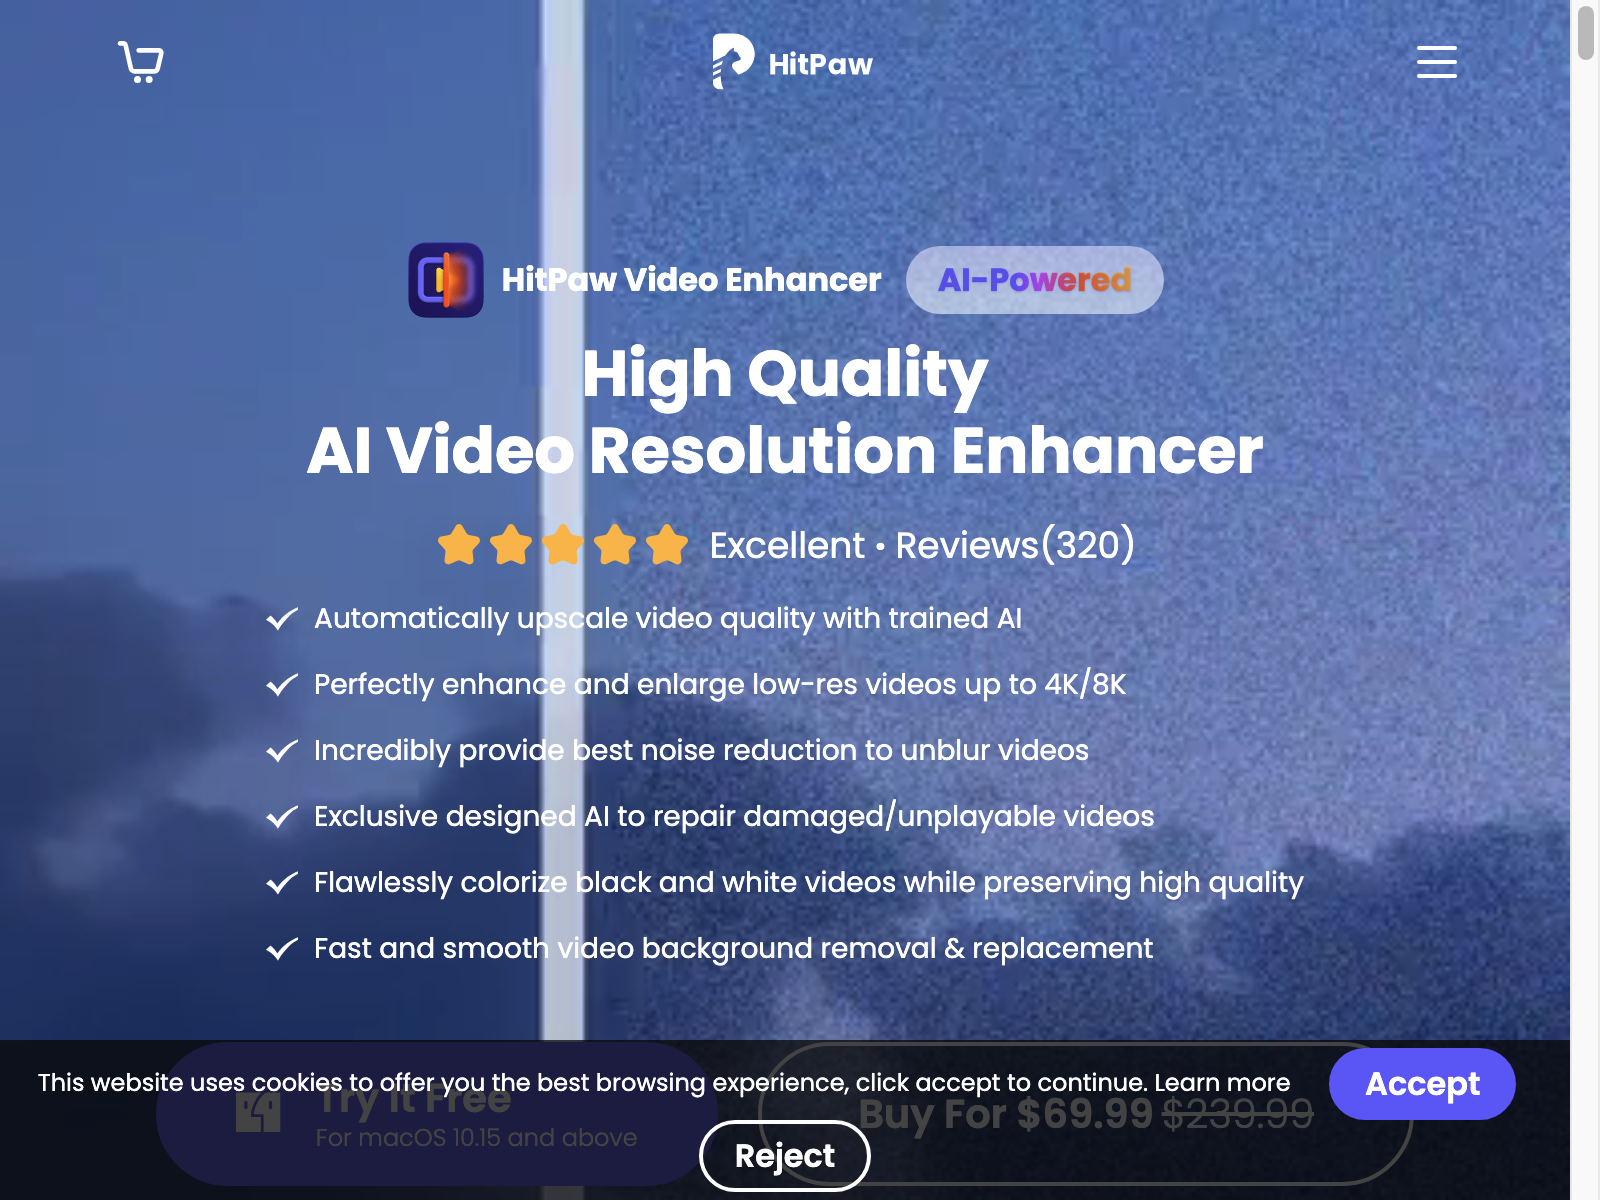 HitPaw
HitPaw Video Enhancer
AI-Powered
High Quality
AI Video Resolution Enhancer
Excellent • Reviews(320)
Automatically upscale video quality with trained AI
Perfectly enhance and enlarge low-res videos up to 4K/8K
Incredibly provide best noise reduction to unblur videos
Exclusive designed AI to repair damaged/unplayable videos
Flawlessly colorize black and white videos while preserving high quality
Fast and smooth video background removal & replacement
This website uses cookies to offer you the best browsing experience, click accept to continue. Learn more
Accept
Try It Free
For macOS 10.15 and above
Buy For $69.99 $239.99
Reject